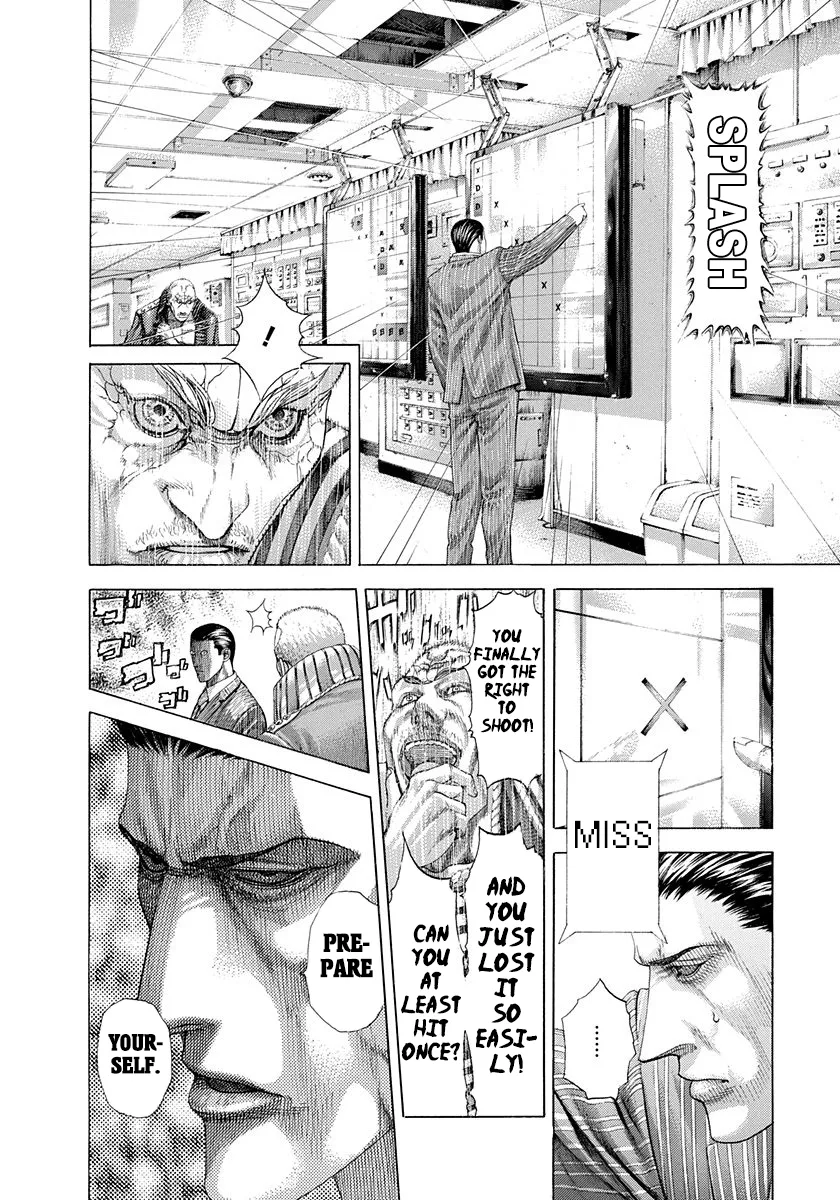 SPLASH
!
MISS
......
YOU
FINALLY
GOT THE
RIGHT
TO
SHOOT!
AND
YOU
JUST
LOST
IT
SO
EASI-
LY!
CAN
YOU
AT
LEAST
HIT
ONCE?
PRE-
PARE
YOUR-
SELF.